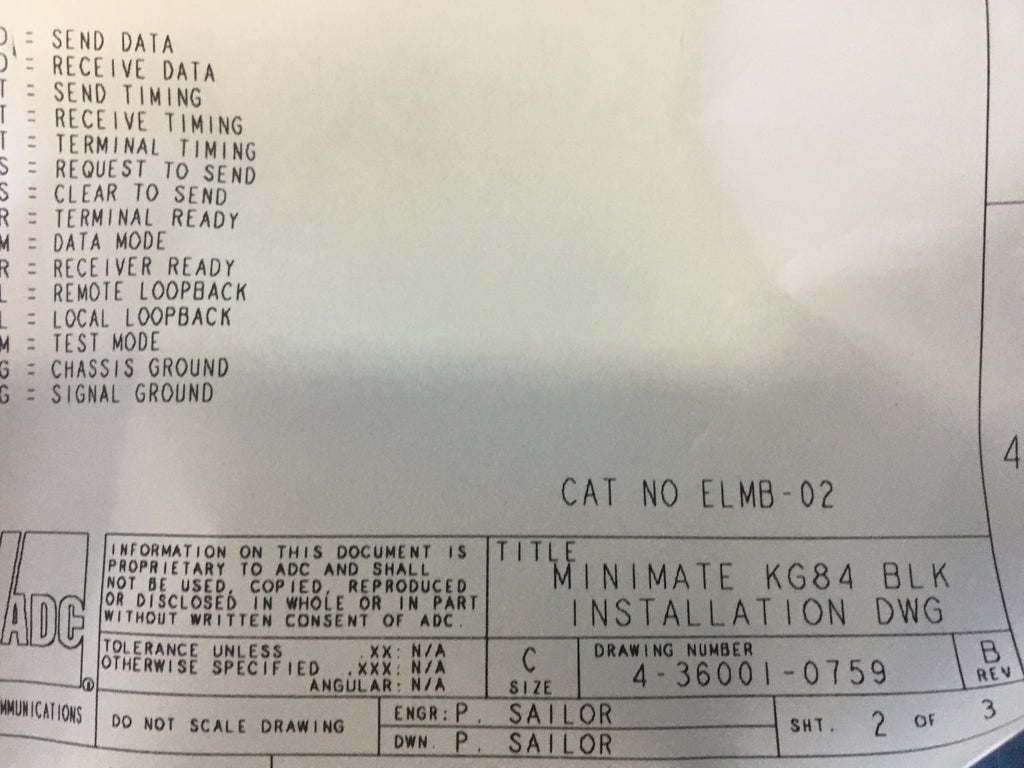 D = SEND DATA
D = RECEIVE DATA
T = SEND TIMING
T = RECEIVE TIMING
T = TERMINAL TIMING
S = REQUEST TO SEND
S = CLEAR TO SEND
R = TERMINAL READY
M = DATA MODE
R = RECEIVER READY
L = REMOTE LOOPBACK
L = LOCAL LOOPBACK
M = TEST MODE
G = CHASSIS GROUND
G = SIGNAL GROUND
4
CAT NO ELMB-02
ADC
MMUNICATIONS
INFORMATION ON THIS DOCUMENT IS
PROPRIETARY TO ADC AND SHALL
NOT BE USED, COPIED, REPRODUCED
OR DISCLOSED IN WHOLE OR IN PART
WITHOUT WRITTEN CONSENT OF ADC.
TOLERANCE UNLESS .XX: N/A
OTHERWISE SPECIFIED .XXX: N/A
ANGULAR: N/A
DO NOT SCALE DRAWING
TITLE
MINIMATE KG84 BLK
INSTALLATION DWG
C
SIZE
DRAWING NUMBER
4-36001-0759
B
REV
ENGR: P. SAILOR
DWN. P. SAILOR
SHT. 2 OF 3